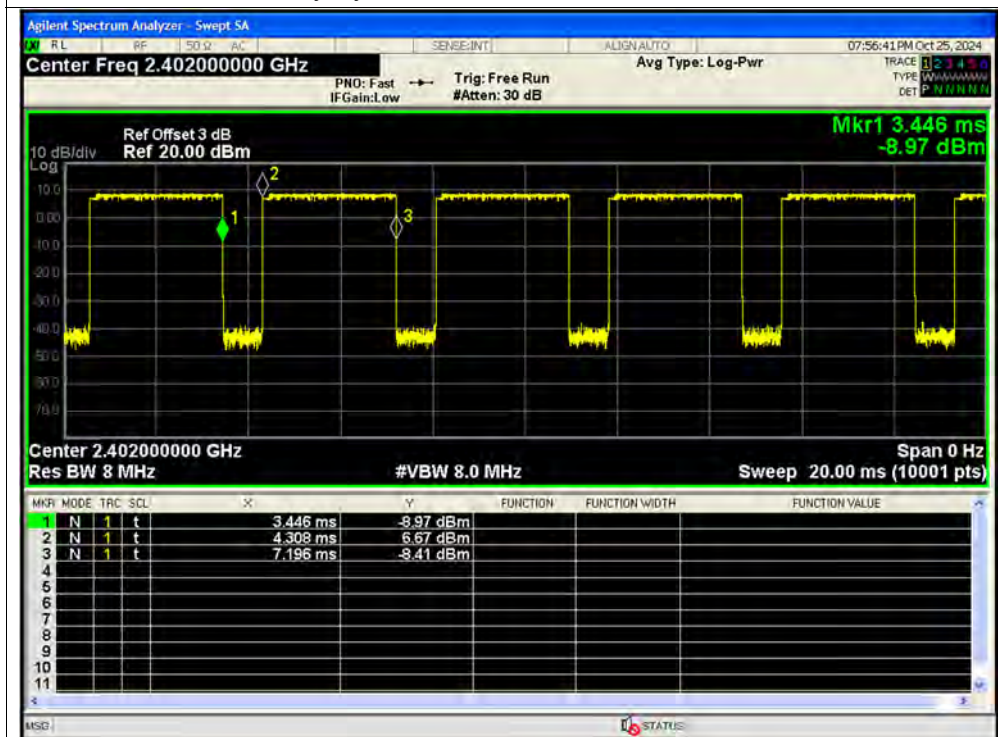 Agilent Spectrum Analyzer - Swept SA
RL RF 50 Ω AC SENSE:INT ALIGN AUTO 07:56:41 PM Oct 25, 2024
Center Freq 2.402000000 GHz
PNO: Fast
IFGain:Low
Trig: Free Run
#Atten: 30 dB
Avg Type: Log-Pwr
TRACE 1 2 3 4 5 6
TYPE W
DET P N N N N N
Mkr1 3.446 ms
-8.97 dBm
Ref Offset 3 dB
10 dB/div Ref 20.00 dBm
Log
10.0
0.00
-10.0
-20.0
-30.0
-40.0
-50.0
-60.0
-70.0
1
2
3
Center 2.402000000 GHz Span 0 Hz
Res BW 8 MHz #VBW 8.0 MHz Sweep 20.00 ms (10001 pts)
MKR MODE TRC SCL X Y FUNCTION FUNCTION WIDTH FUNCTION VALUE
1 N 1 t 3.446 ms -8.97 dBm
2 N 1 t 4.308 ms 6.67 dBm
3 N 1 t 7.196 ms -8.41 dBm
4
5
6
7
8
9
10
11
MSG STATUS